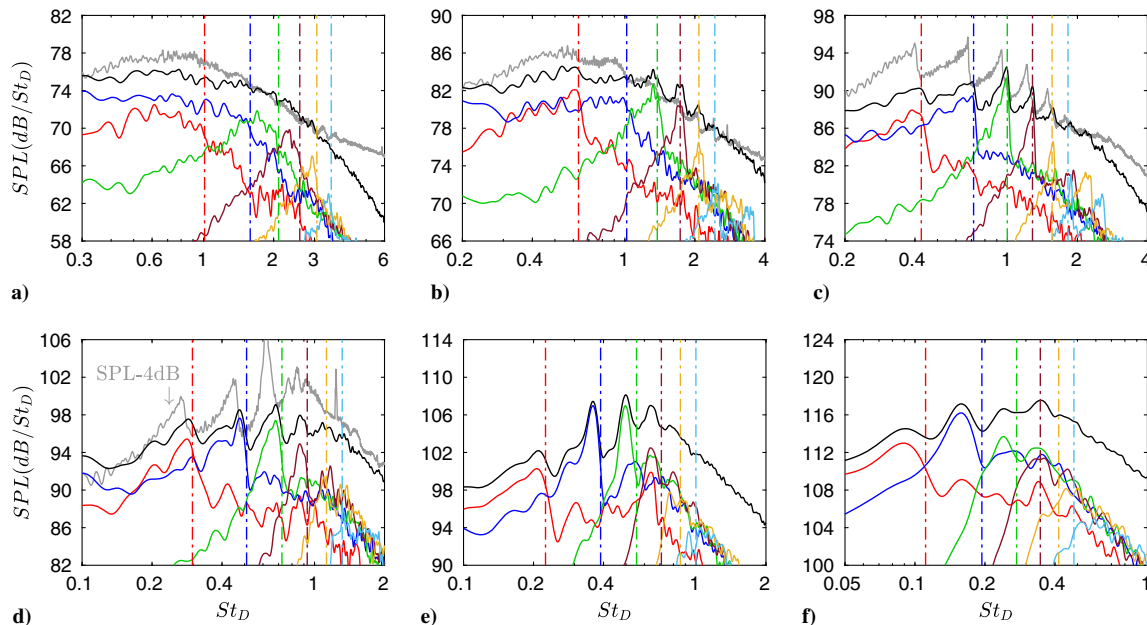 82
78
74
70
66
62
58
SPL(dB/St_D)
0.3 0.6 1 2 3 6
a)
90
86
82
78
74
70
66
0.2 0.4 0.6 1 2 4
b)
98
94
90
86
82
78
74
0.2 0.4 1 2 4
c)
106
102
98
94
90
86
82
SPL(dB/St_D)
SPL-4dB
0.1 0.2 0.4 1 2
St_D
d)
114
110
106
102
98
94
90
0.1 0.4 1 2
St_D
e)
124
120
116
112
108
104
100
0.05 0.1 0.2 0.4 1
St_D
f)